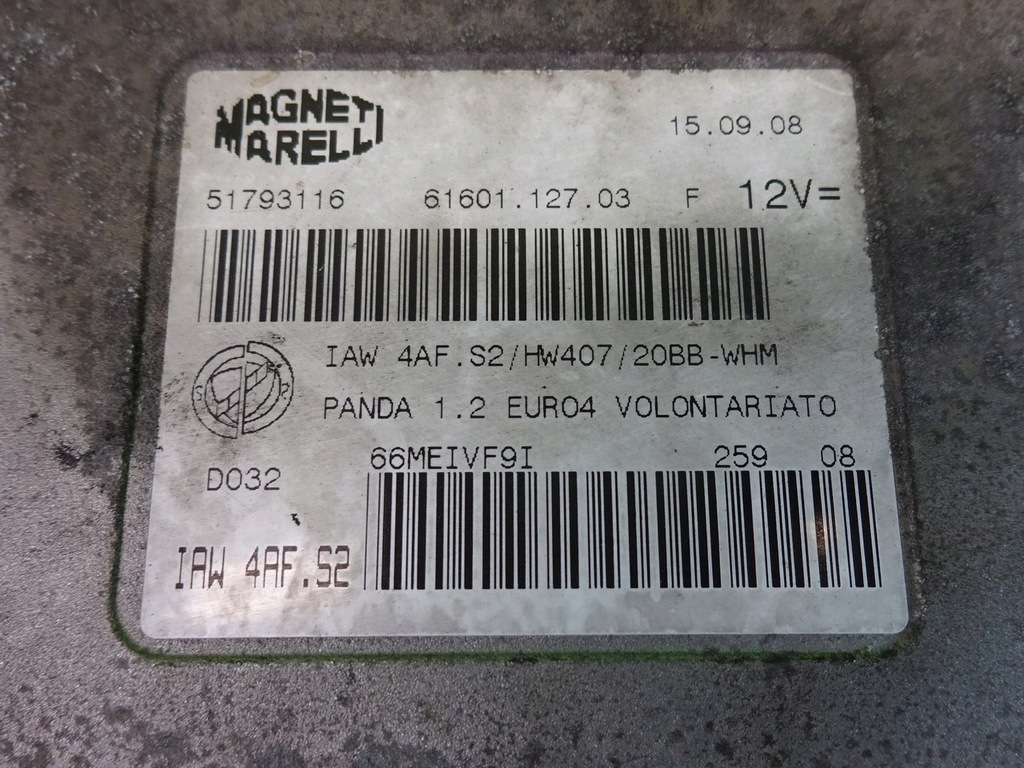 MAGNETI
MARELLI
15.09.08
51793116 61601.127.03 F 12V=
IAW 4AF.S2/HW407/20BB-WHM
PANDA 1.2 EURO4 VOLONTARIATO
66MEIVF9I 259 08
D032
IAW 4AF.S2